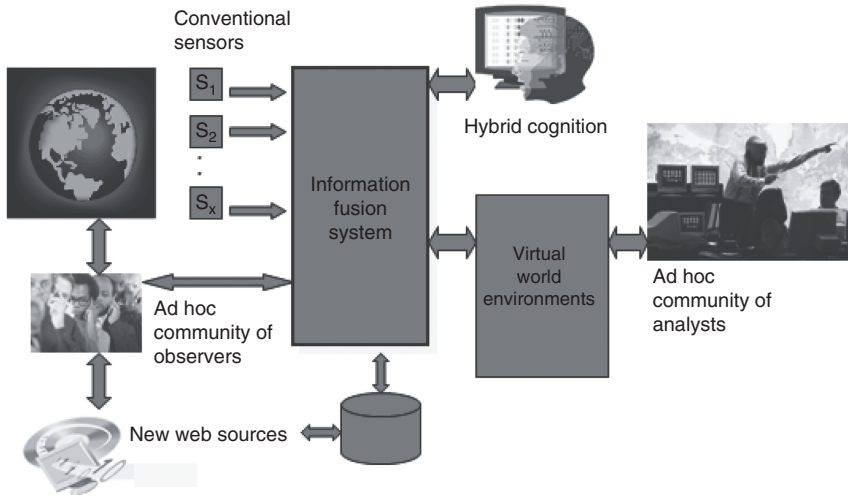 Conventional
sensors
S1
S2
Sx
Information
fusion
system
Hybrid cognition
Virtual
world
environments
Ad hoc
community of
analysts
Ad hoc
community of
observers
New web sources